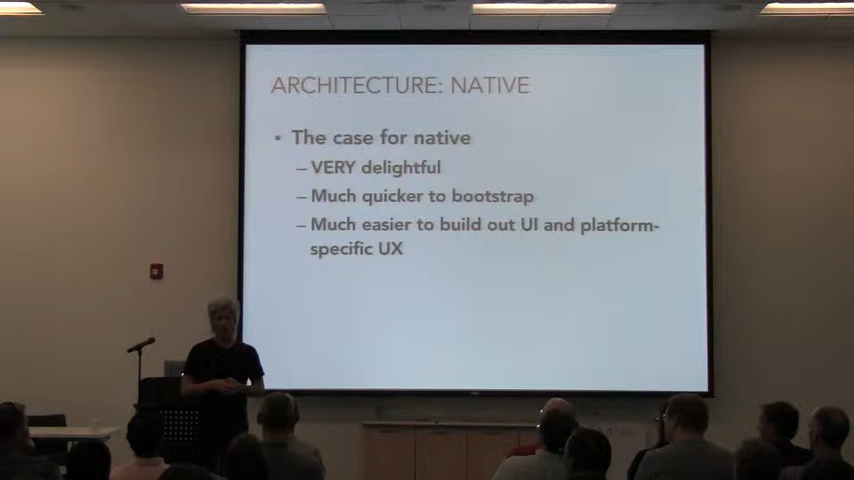 ARCHITECTURE: NATIVE
• The case for native
– VERY delightful
– Much quicker to bootstrap
– Much easier to build out UI and platform-
specific UX